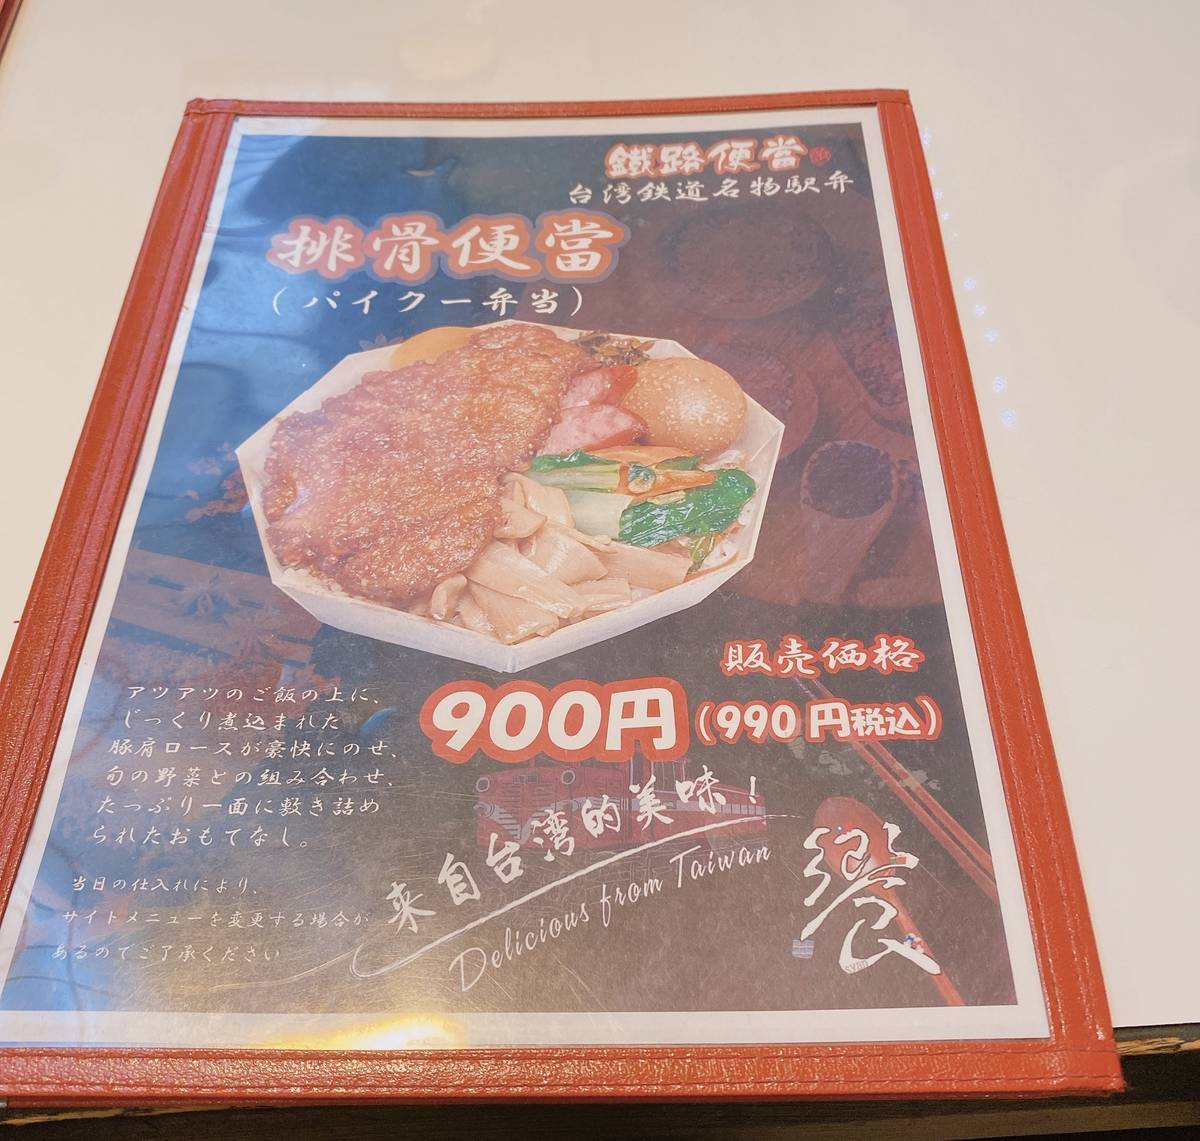 鐵路便當
台湾鉄道名物駅弁
排骨便當
(パイクー弁当)
販売価格
900円(990円税込)
アツアツのご飯の上に、
じっくり煮込まれた
豚肩ロースが豪快にのせ、
旬の野菜との組み合わせ、
たっぷり一面に敷き詰め
られたおもてなし。
来自台湾的美味！
Delicious from Taiwan
饗
当日の仕入れにより、
サイトメニューを変更する場合が
あるのでご了承ください